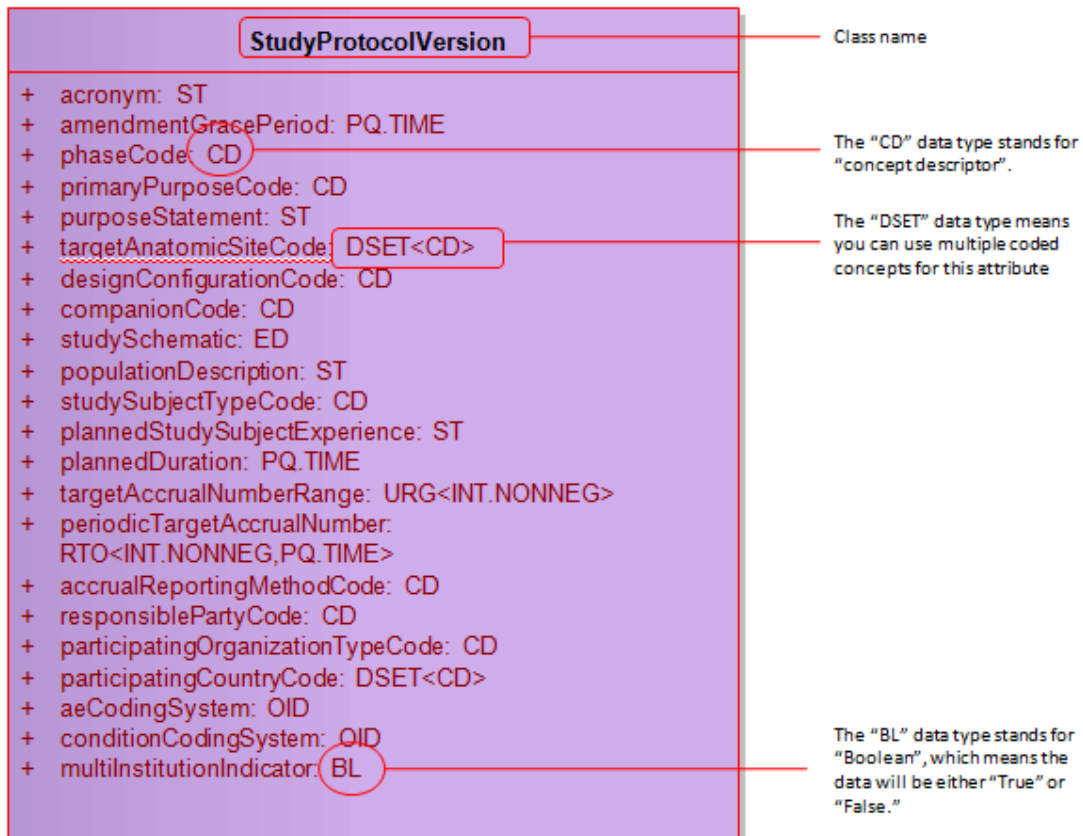 StudyProtocolVersion
Class name
+ acronym: ST
+ amendmentGracePeriod: PQ.TIME
+ phaseCode: CD
The “CD” data type stands for
“concept descriptor”.
+ primaryPurposeCode: CD
+ purposeStatement: ST
+ targetAnatomicSiteCode: DSET<CD>
The “DSET” data type means
you can use multiple coded
concepts for this attribute
+ designConfigurationCode: CD
+ companionCode: CD
+ studySchematic: ED
+ populationDescription: ST
+ studySubjectTypeCode: CD
+ plannedStudySubjectExperience: ST
+ plannedDuration: PQ.TIME
+ targetAccrualNumberRange: URG<INT.NONNEG>
+ periodicTargetAccrualNumber:
RTO<INT.NONNEG,PQ.TIME>
+ accrualReportingMethodCode: CD
+ responsiblePartyCode: CD
+ participatingOrganizationTypeCode: CD
+ participatingCountryCode: DSET<CD>
+ aeCodingSystem: OID
+ conditionCodingSystem: OID
+ multiInstitutionIndicator: BL
The “BL” data type stands for
“Boolean”, which means the
data will be either “True” or
“False.”